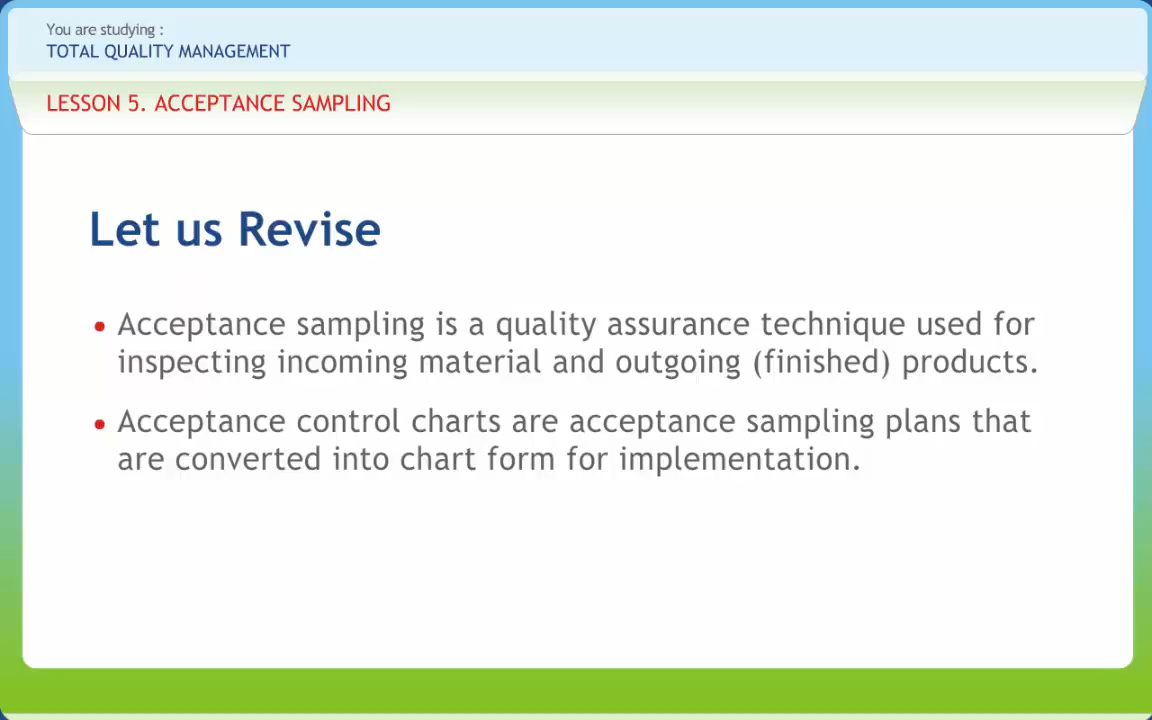 You are studying :
TOTAL QUALITY MANAGEMENT
LESSON 5. ACCEPTANCE SAMPLING
Let us Revise
• Acceptance sampling is a quality assurance technique used for
inspecting incoming material and outgoing (finished) products.
• Acceptance control charts are acceptance sampling plans that
are converted into chart form for implementation.